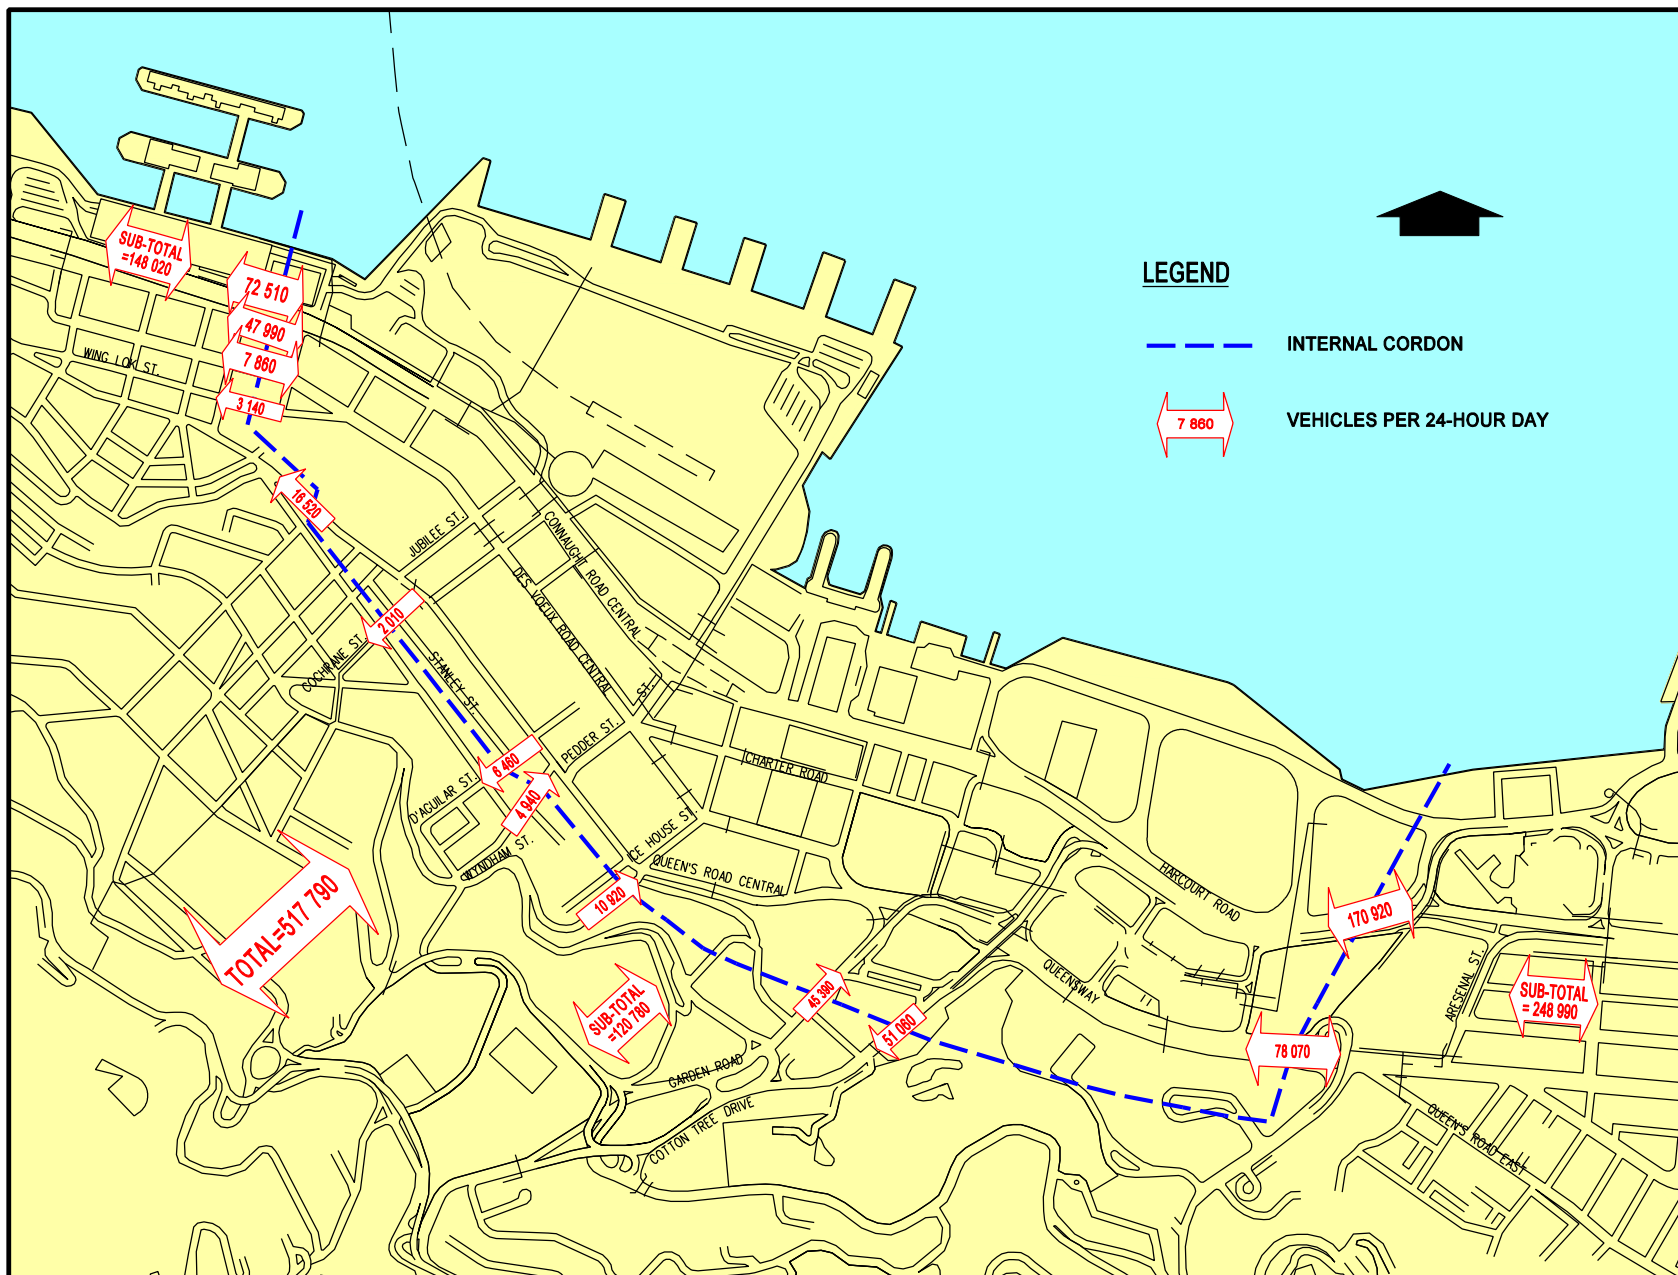 SUB-TOTAL
=148 020
72 510
47 990
7 860
3 140
WING LOK ST.
LEGEND
INTERNAL CORDON
7 860
VEHICLES PER 24-HOUR DAY
16 520
JUBILEE ST.
CONNAUGHT ROAD CENTRAL
DES VOEUX ROAD CENTRAL
2 010
COCHRANE ST.
STANLEY ST.
ST.
PEDDER ST.
6 460
CHARTER ROAD
D'AGUILAR ST.
4 940
WYNDHAM ST.
ICE HOUSE ST.
QUEEN'S ROAD CENTRAL
10 920
HARCOURT ROAD
170 920
TOTAL=517 790
SUB-TOTAL
=120 780
45 390
51 060
QUEENSWAY
ARESENAL ST.
SUB-TOTAL
= 248 990
78 070
GARDEN ROAD
COTTON TREE DRIVE
QUEEN'S ROAD EAST